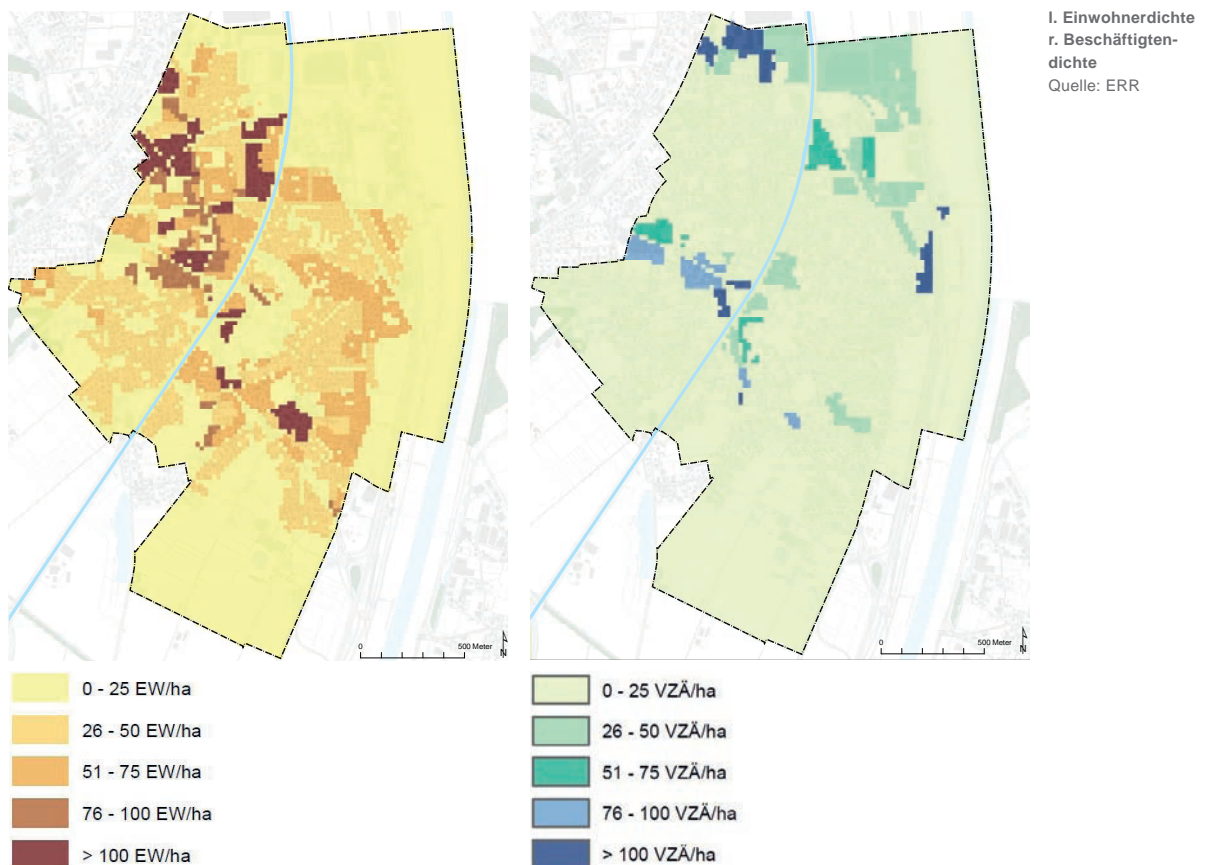 l. Einwohnerdichte
r. Beschäftigten-
dichte
Quelle: ERR
0
500 Meter
N
0
500 Meter
N
0 - 25 EW/ha
26 - 50 EW/ha
51 - 75 EW/ha
76 - 100 EW/ha
> 100 EW/ha
0 - 25 VZÄ/ha
26 - 50 VZÄ/ha
51 - 75 VZÄ/ha
76 - 100 VZÄ/ha
> 100 VZÄ/ha